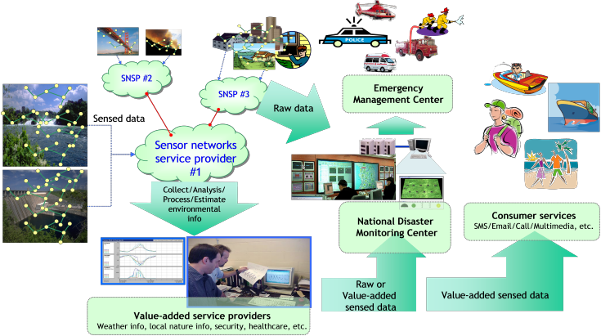 SNSP #2
SNSP #3
POLICE
Sensed data
Raw data
Emergency
Management Center
Sensor networks
service provider
#1
Collect/Analysis/
Process/Estimate
environmental
info
National Disaster
Monitoring Center
Consumer services
SMS/Email/Call/Multimedia, etc.
Raw or
Value-added
sensed data
Value-added sensed data
Value-added service providers
Weather info, local nature info, security, healthcare, etc.